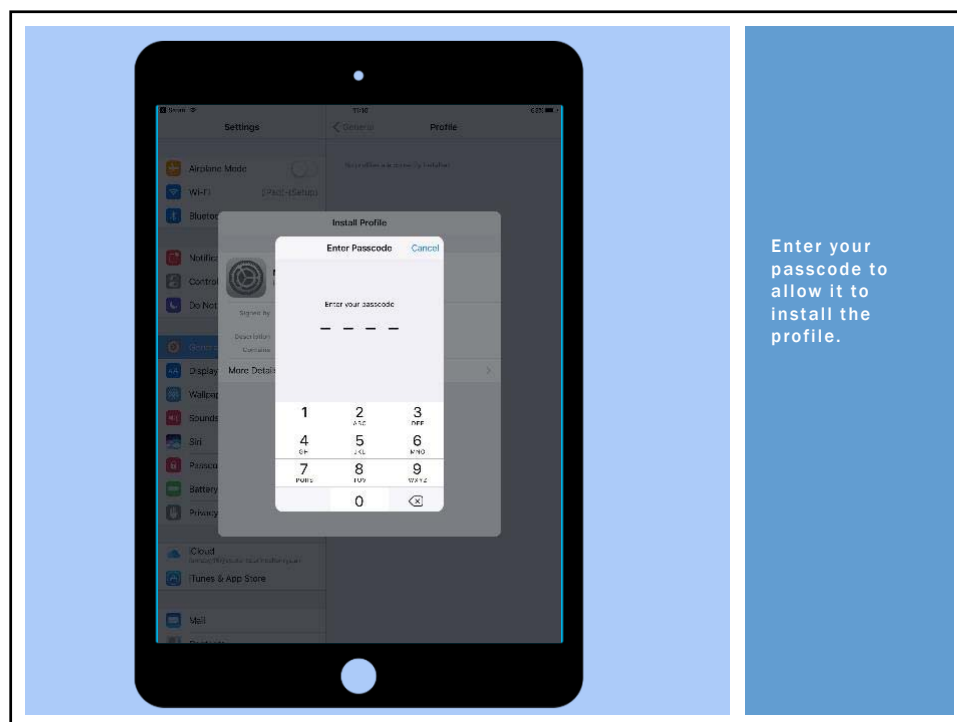 Settings
General
Profile
Airplane Mode
Wi-Fi
Install Profile
Enter Passcode Cancel
Enter your passcode
Signed by
Description
Contains
More Details
Display
Sounds
Siri
Battery
Privacy
iCloud
iTunes & App Store
Mail
1 2 3
ABC DEF
4 5 6
GHI JKL MNO
7 8 9
PQRS TUV WXYZ
0
Enter your
passcode to
allow it to
install the
profile.